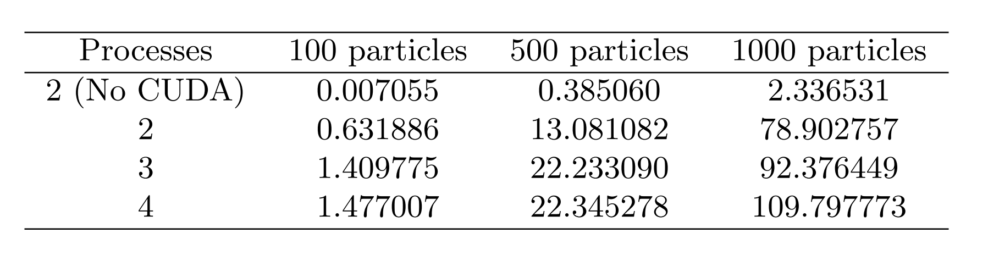 Processes 100 particles 500 particles 1000 particles
2 (No CUDA) 0.007055 0.385060 2.336531
2 0.631886 13.081082 78.902757
3 1.409775 22.233090 92.376449
4 1.477007 22.345278 109.797773